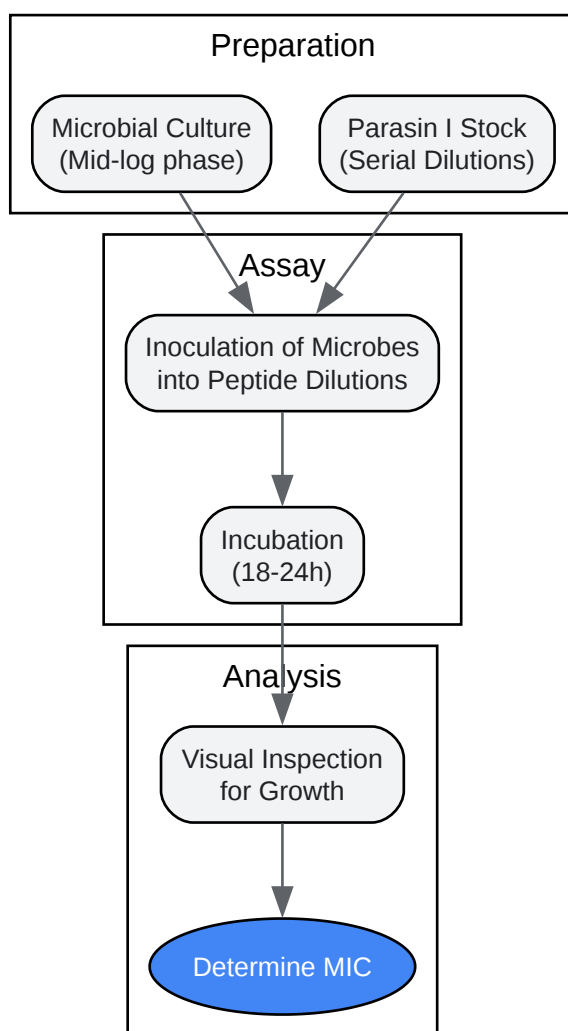 Preparation
Microbial Culture
(Mid-log phase)
Parasin I Stock
(Serial Dilutions)
Assay
Inoculation of Microbes
into Peptide Dilutions
Incubation
(18-24h)
Analysis
Visual Inspection
for Growth
Determine MIC